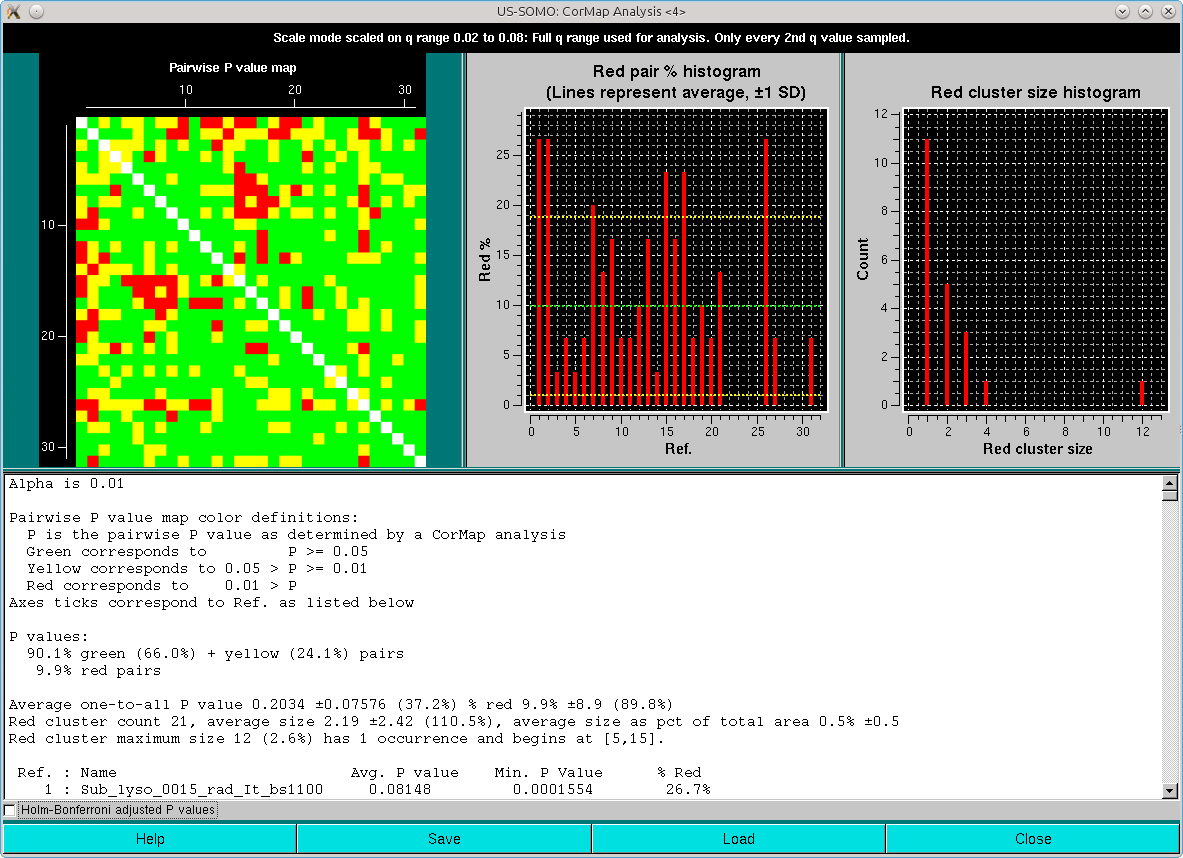 US-SOMO: CorMap Analysis <4>
Scale mode scaled on q range 0.02 to 0.08: Full q range used for analysis. Only every 2nd q value sampled.
Pairwise P value map
10 20 30
10
20
30
Red pair % histogram
(Lines represent average, ±1 SD)
Red %
25
20
15
10
5
0
0 5 10 15 20 25 30
Ref.
Red cluster size histogram
Count
12
10
8
6
4
2
0
0 2 4 6 8 10 12
Red cluster size
Alpha is 0.01
Pairwise P value map color definitions:
P is the pairwise P value as determined by a CorMap analysis
Green corresponds to P >= 0.05
Yellow corresponds to 0.05 > P >= 0.01
Red corresponds to 0.01 > P
Axes ticks correspond to Ref. as listed below
P values:
90.1% green (66.0%) + yellow (24.1%) pairs
9.9% red pairs
Average one-to-all P value 0.2034 ±0.07576 (37.2%) % red 9.9% ±8.9 (89.8%)
Red cluster count 21, average size 2.19 ±2.42 (110.5%), average size as pct of total area 0.5% ±0.5
Red cluster maximum size 12 (2.6%) has 1 occurrence and begins at [5,15].
Ref. : Name Avg. P value Min. P Value % Red
1 : Sub_lyso_0015_rad_It_bs1100 0.08148 0.0001554 26.7%
Holm-Bonferroni adjusted P values
Help Save Load Close